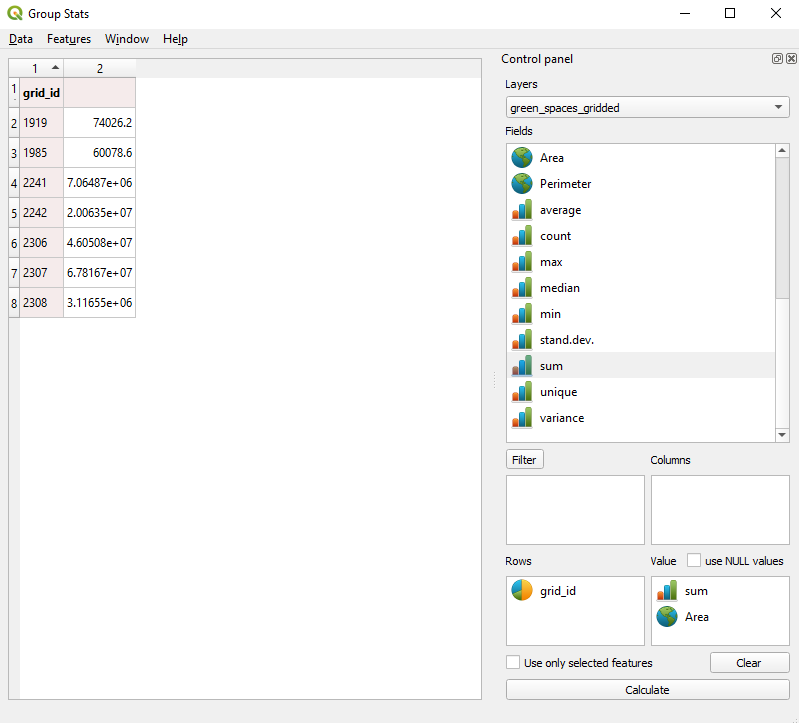 Group Stats
Data Features Window Help
1 2
1 grid_id
2 1919 74026.2
3 1985 60078.6
4 2241 7.06487e+06
5 2242 2.00635e+07
6 2306 4.60508e+07
7 2307 6.78167e+07
8 2308 3.11655e+06
Control panel
Layers
green_spaces_gridded
Fields
Area
Perimeter
average
count
max
median
min
stand.dev.
sum
unique
variance
Filter Columns
Rows Value use NULL values
grid_id sum
Area
Use only selected features Clear
Calculate